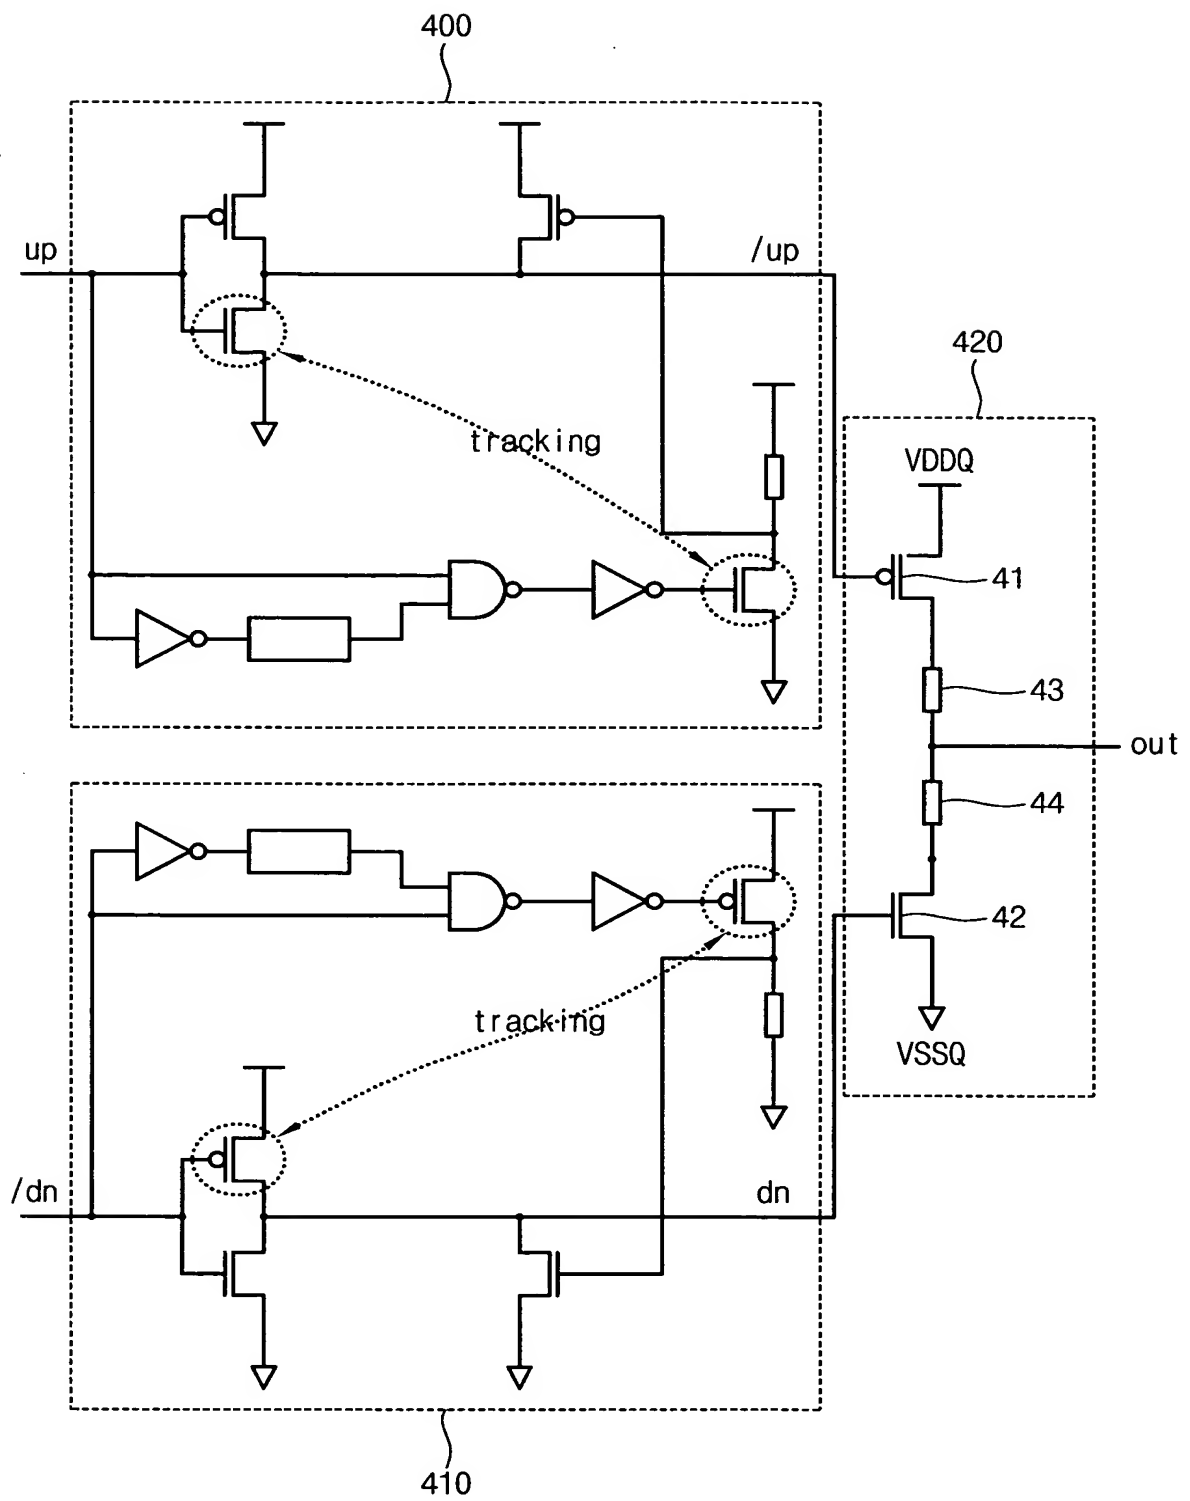 400
up
/up
tracking
420
VDDQ
41
43
out
44
42
VSSQ
tracking
/dn
dn
410